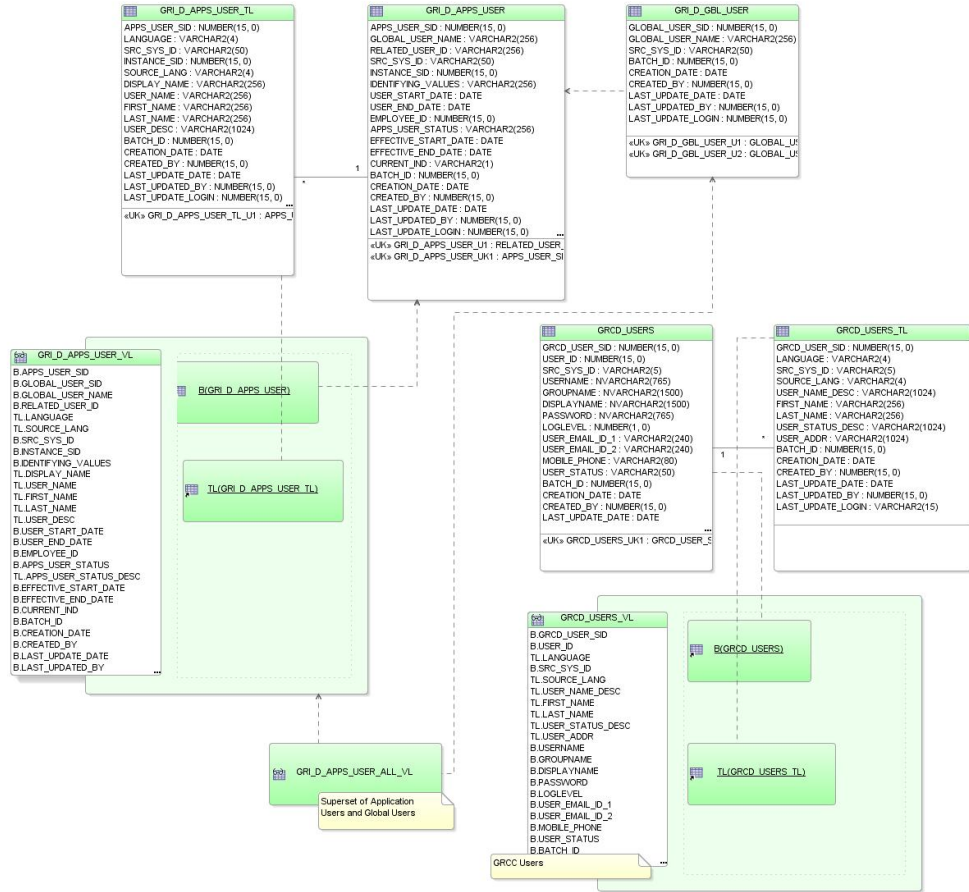 GRI_D_APPS_USER_TL
APPS_USER_SID : NUMBER(15, 0)
LANGUAGE : VARCHAR2(4)
SRC_SYS_ID : VARCHAR2(50)
INSTANCE_SID : NUMBER(15, 0)
SOURCE_LANG : VARCHAR2(4)
DISPLAY_NAME : VARCHAR2(256)
USER_NAME : VARCHAR2(256)
FIRST_NAME : VARCHAR2(256)
LAST_NAME : VARCHAR2(256)
USER_DESC : VARCHAR2(1024)
BATCH_ID : NUMBER(15, 0)
CREATION_DATE : DATE
CREATED_BY : NUMBER(15, 0)
LAST_UPDATE_DATE : DATE
LAST_UPDATED_BY : NUMBER(15, 0)
LAST_UPDATE_LOGIN : NUMBER(15, 0)
...
«UK» GRI_D_APPS_USER_TL_U1 : APPS_
GRI_D_APPS_USER
APPS_USER_SID : NUMBER(15, 0)
GLOBAL_USER_NAME : VARCHAR2(256)
RELATED_USER_ID : VARCHAR2(256)
SRC_SYS_ID : VARCHAR2(50)
INSTANCE_SID : NUMBER(15, 0)
IDENTIFYING_VALUES : VARCHAR2(256)
USER_START_DATE : DATE
USER_END_DATE : DATE
EMPLOYEE_ID : NUMBER(15, 0)
APPS_USER_STATUS : VARCHAR2(256)
EFFECTIVE_START_DATE : DATE
EFFECTIVE_END_DATE : DATE
CURRENT_IND : VARCHAR2(1)
BATCH_ID : NUMBER(15, 0)
CREATION_DATE : DATE
CREATED_BY : NUMBER(15, 0)
LAST_UPDATE_DATE : DATE
LAST_UPDATED_BY : NUMBER(15, 0)
LAST_UPDATE_LOGIN : NUMBER(15, 0)
...
«UK» GRI_D_APPS_USER_U1 : RELATED_USER_
«UK» GRI_D_APPS_USER_UK1 : APPS_USER_SI
GRI_D_GBL_USER
GLOBAL_USER_SID : NUMBER(15, 0)
GLOBAL_USER_NAME : VARCHAR2(256)
SRC_SYS_ID : VARCHAR2(50)
BATCH_ID : NUMBER(15, 0)
CREATION_DATE : DATE
CREATED_BY : NUMBER(15, 0)
LAST_UPDATE_DATE : DATE
LAST_UPDATED_BY : NUMBER(15, 0)
LAST_UPDATE_LOGIN : NUMBER(15, 0)
«UK» GRI_D_GBL_USER_U1 : GLOBAL_US
«UK» GRI_D_GBL_USER_U2 : GLOBAL_US
*
1
GRI_D_APPS_USER_VL
B.APPS_USER_SID
B.GLOBAL_USER_SID
B.GLOBAL_USER_NAME
B.RELATED_USER_ID
TL.LANGUAGE
TL.SOURCE_LANG
B.SRC_SYS_ID
B.INSTANCE_SID
B.IDENTIFYING_VALUES
TL.DISPLAY_NAME
TL.USER_NAME
TL.FIRST_NAME
TL.LAST_NAME
TL.USER_DESC
B.USER_START_DATE
B.USER_END_DATE
B.EMPLOYEE_ID
B.APPS_USER_STATUS
TL.APPS_USER_STATUS_DESC
B.EFFECTIVE_START_DATE
B.EFFECTIVE_END_DATE
B.CURRENT_IND
B.BATCH_ID
B.CREATION_DATE
B.CREATED_BY
B.LAST_UPDATE_DATE
B.LAST_UPDATED_BY
...
B(GRI_D_APPS_USER)
TL(GRI_D_APPS_USER_TL)
GRCD_USERS
GRCD_USER_SID : NUMBER(15, 0)
USER_ID : NUMBER(15, 0)
SRC_SYS_ID : VARCHAR2(5)
USERNAME : NVARCHAR2(765)
GROUPNAME : NVARCHAR2(1500)
DISPLAYNAME : NVARCHAR2(1500)
PASSWORD : NVARCHAR2(765)
LOGLEVEL : NUMBER(1, 0)
USER_EMAIL_ID_1 : VARCHAR2(240)
USER_EMAIL_ID_2 : VARCHAR2(240)
MOBILE_PHONE : VARCHAR2(80)
USER_STATUS : VARCHAR2(50)
BATCH_ID : NUMBER(15, 0)
CREATION_DATE : DATE
CREATED_BY : NUMBER(15, 0)
LAST_UPDATE_DATE : DATE
...
«UK» GRCD_USERS_UK1 : GRCD_USER_S
1
*
GRCD_USERS_TL
GRCD_USER_SID : NUMBER(15, 0)
LANGUAGE : VARCHAR2(4)
SRC_SYS_ID : VARCHAR2(5)
SOURCE_LANG : VARCHAR2(4)
USER_NAME_DESC : VARCHAR2(1024)
FIRST_NAME : VARCHAR2(256)
LAST_NAME : VARCHAR2(256)
USER_STATUS_DESC : VARCHAR2(1024)
USER_ADDR : VARCHAR2(1024)
BATCH_ID : NUMBER(15, 0)
CREATION_DATE : DATE
CREATED_BY : NUMBER(15, 0)
LAST_UPDATE_DATE : DATE
LAST_UPDATED_BY : NUMBER(15, 0)
LAST_UPDATE_LOGIN : VARCHAR2(15)
GRI_D_APPS_USER_ALL_VL
Superset of Application
Users and Global Users
GRCD_USERS_VL
B.GRCD_USER_SID
B.USER_ID
TL.LANGUAGE
B.SRC_SYS_ID
TL.SOURCE_LANG
TL.USER_NAME_DESC
TL.FIRST_NAME
TL.LAST_NAME
TL.USER_STATUS_DESC
TL.USER_ADDR
B.USERNAME
B.GROUPNAME
B.DISPLAYNAME
B.PASSWORD
B.LOGLEVEL
B.USER_EMAIL_ID_1
B.USER_EMAIL_ID_2
B.MOBILE_PHONE
B.USER_STATUS
B.BATCH_ID
...
B(GRCD_USERS)
TL(GRCD_USERS_TL)
GRCC Users